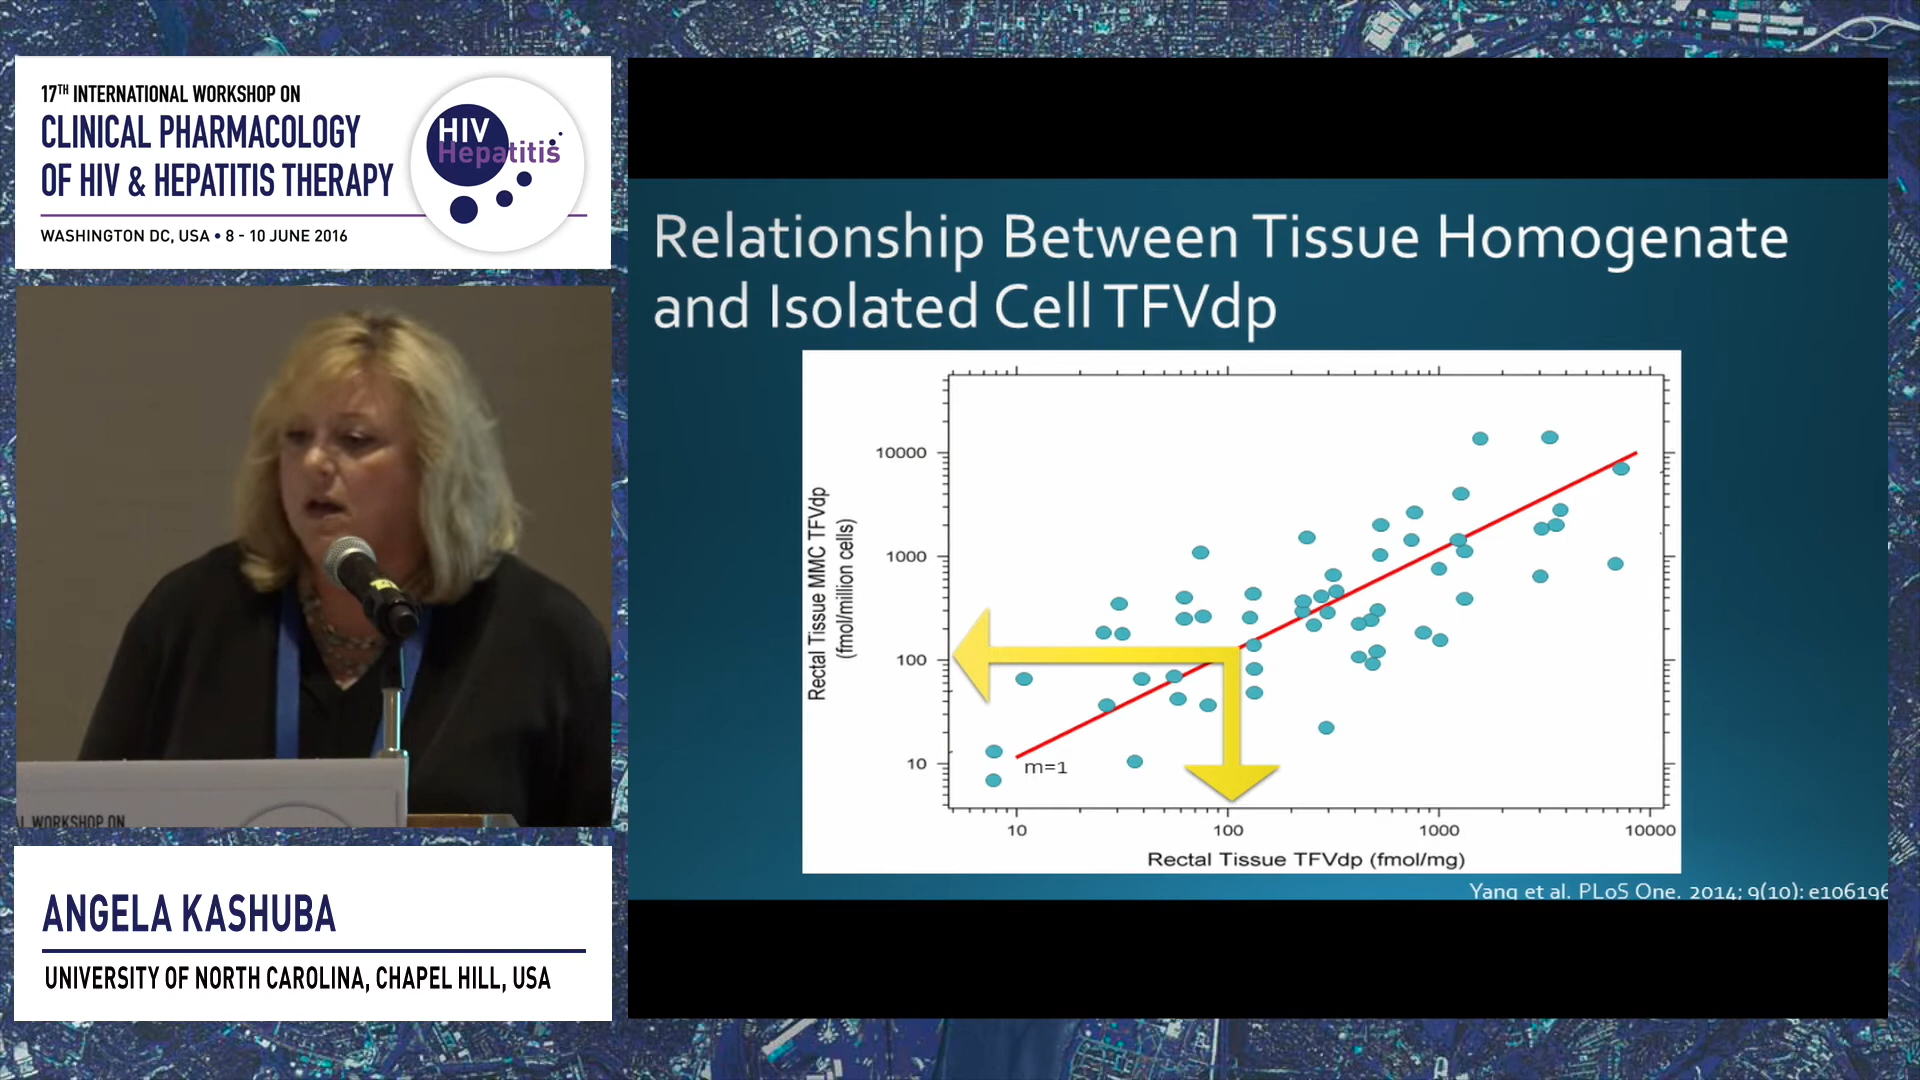 17TH INTERNATIONAL WORKSHOP ON
CLINICAL PHARMACOLOGY
OF HIV & HEPATITIS THERAPY
WASHINGTON DC, USA • 8 - 10 JUNE 2016
HIV
Hepatitis
Relationship Between Tissue Homogenate
and Isolated Cell TFVdp
Rectal Tissue MMC TFVdp
(fmol/million cells)
10000
1000
100
10
m=1
10 100 1000 10000
Rectal Tissue TFVdp (fmol/mg)
Yang et al. PLoS One. 2014; 9(10): e106196
WORKSHOP ON
ANGELA KASHUBA
UNIVERSITY OF NORTH CAROLINA, CHAPEL HILL, USA